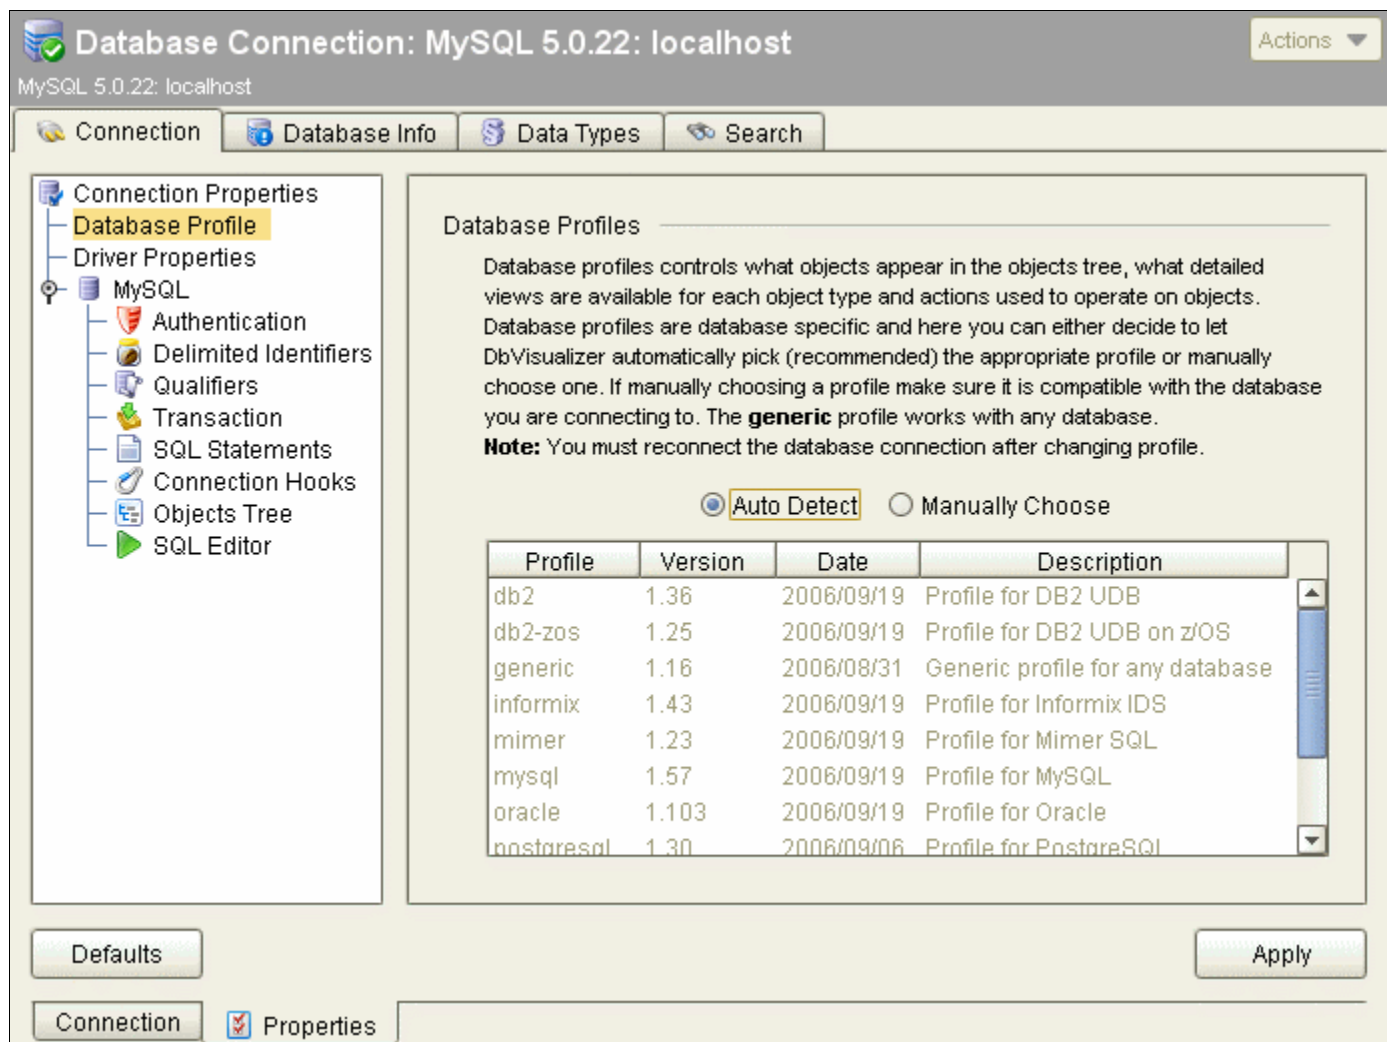 Database Connection: MySQL 5.0.22: localhost
Actions
MySQL 5.0.22: localhost
Connection
Database Info
Data Types
Search
Connection Properties
Database Profile
Driver Properties
MySQL
Authentication
Delimited Identifiers
Qualifiers
Transaction
SQL Statements
Connection Hooks
Objects Tree
SQL Editor
Database Profiles
Database profiles controls what objects appear in the objects tree, what detailed
views are available for each object type and actions used to operate on objects.
Database profiles are database specific and here you can either decide to let
DbVisualizer automatically pick (recommended) the appropriate profile or manually
choose one. If manually choosing a profile make sure it is compatible with the database
you are connecting to. The generic profile works with any database.
Note: You must reconnect the database connection after changing profile.
Auto Detect Manually Choose
Profile Version Date Description
db2 1.36 2006/09/19 Profile for DB2 UDB
db2-zos 1.25 2006/09/19 Profile for DB2 UDB on z/OS
generic 1.16 2006/08/31 Generic profile for any database
informix 1.43 2006/09/19 Profile for Informix IDS
mimer 1.23 2006/09/19 Profile for Mimer SQL
mysql 1.57 2006/09/19 Profile for MySQL
oracle 1.103 2006/09/19 Profile for Oracle
postgresql 1.30 2006/09/06 Profile for PostgreSQL
Defaults
Apply
Connection
Properties